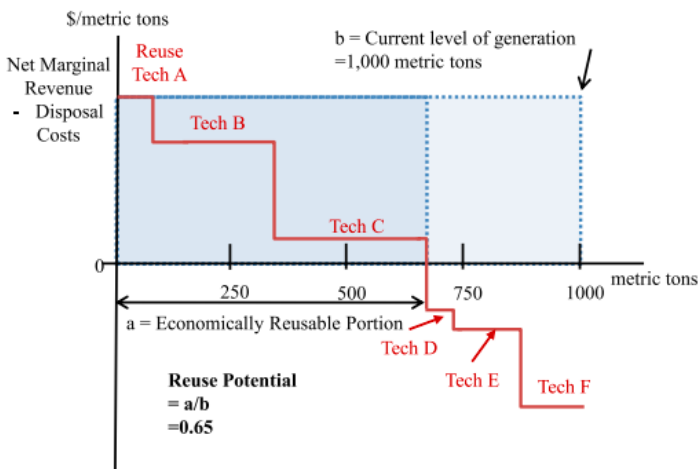 $/metric tons
Net Marginal
Revenue
- Disposal
Costs
Reuse
Tech A
b = Current level of generation
=1,000 metric tons
Tech B
Tech C
0
250
500
750
1000
metric tons
a = Economically Reusable Portion
Tech D
Tech E
Tech F
Reuse Potential
= a/b
=0.65